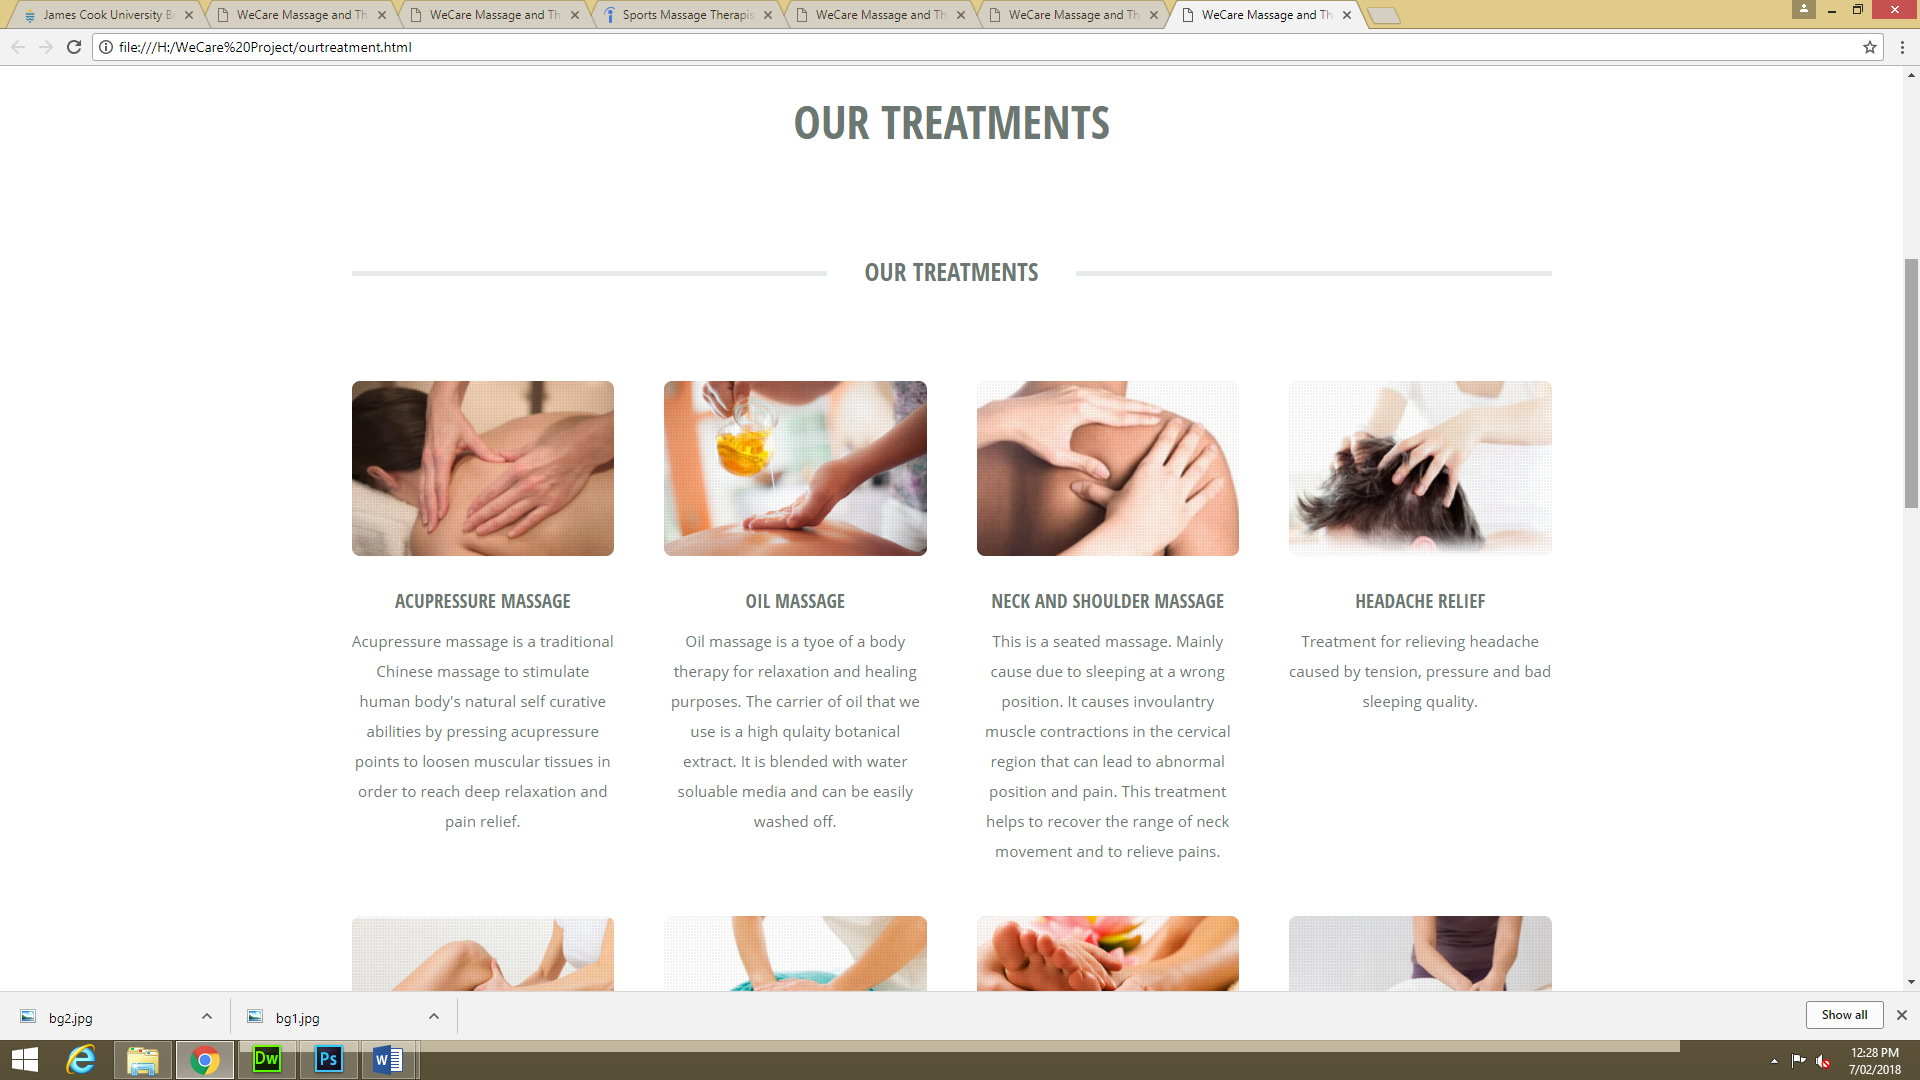 James Cook University B
WeCare Massage and Th
WeCare Massage and Th
Sports Massage Therapis
WeCare Massage and Th
WeCare Massage and Th
WeCare Massage and Th
file:///H:/WeCare%20Project/ourtreatment.html
OUR TREATMENTS
OUR TREATMENTS
ACUPRESSURE MASSAGE
Acupressure massage is a traditional
Chinese massage to stimulate
human body's natural self curative
abilities by pressing acupressure
points to loosen muscular tissues in
order to reach deep relaxation and
pain relief.
OIL MASSAGE
Oil massage is a tyoe of a body
therapy for relaxation and healing
purposes. The carrier of oil that we
use is a high qulaity botanical
extract. It is blended with water
soluable media and can be easily
washed off.
NECK AND SHOULDER MASSAGE
This is a seated massage. Mainly
cause due to sleeping at a wrong
position. It causes invoulantry
muscle contractions in the cervical
region that can lead to abnormal
position and pain. This treatment
helps to recover the range of neck
movement and to relieve pains.
HEADACHE RELIEF
Treatment for relieving headache
caused by tension, pressure and bad
sleeping quality.
bg2.jpg
bg1.jpg
Show all
Dw
Ps
W
12:28 PM
7/02/2018